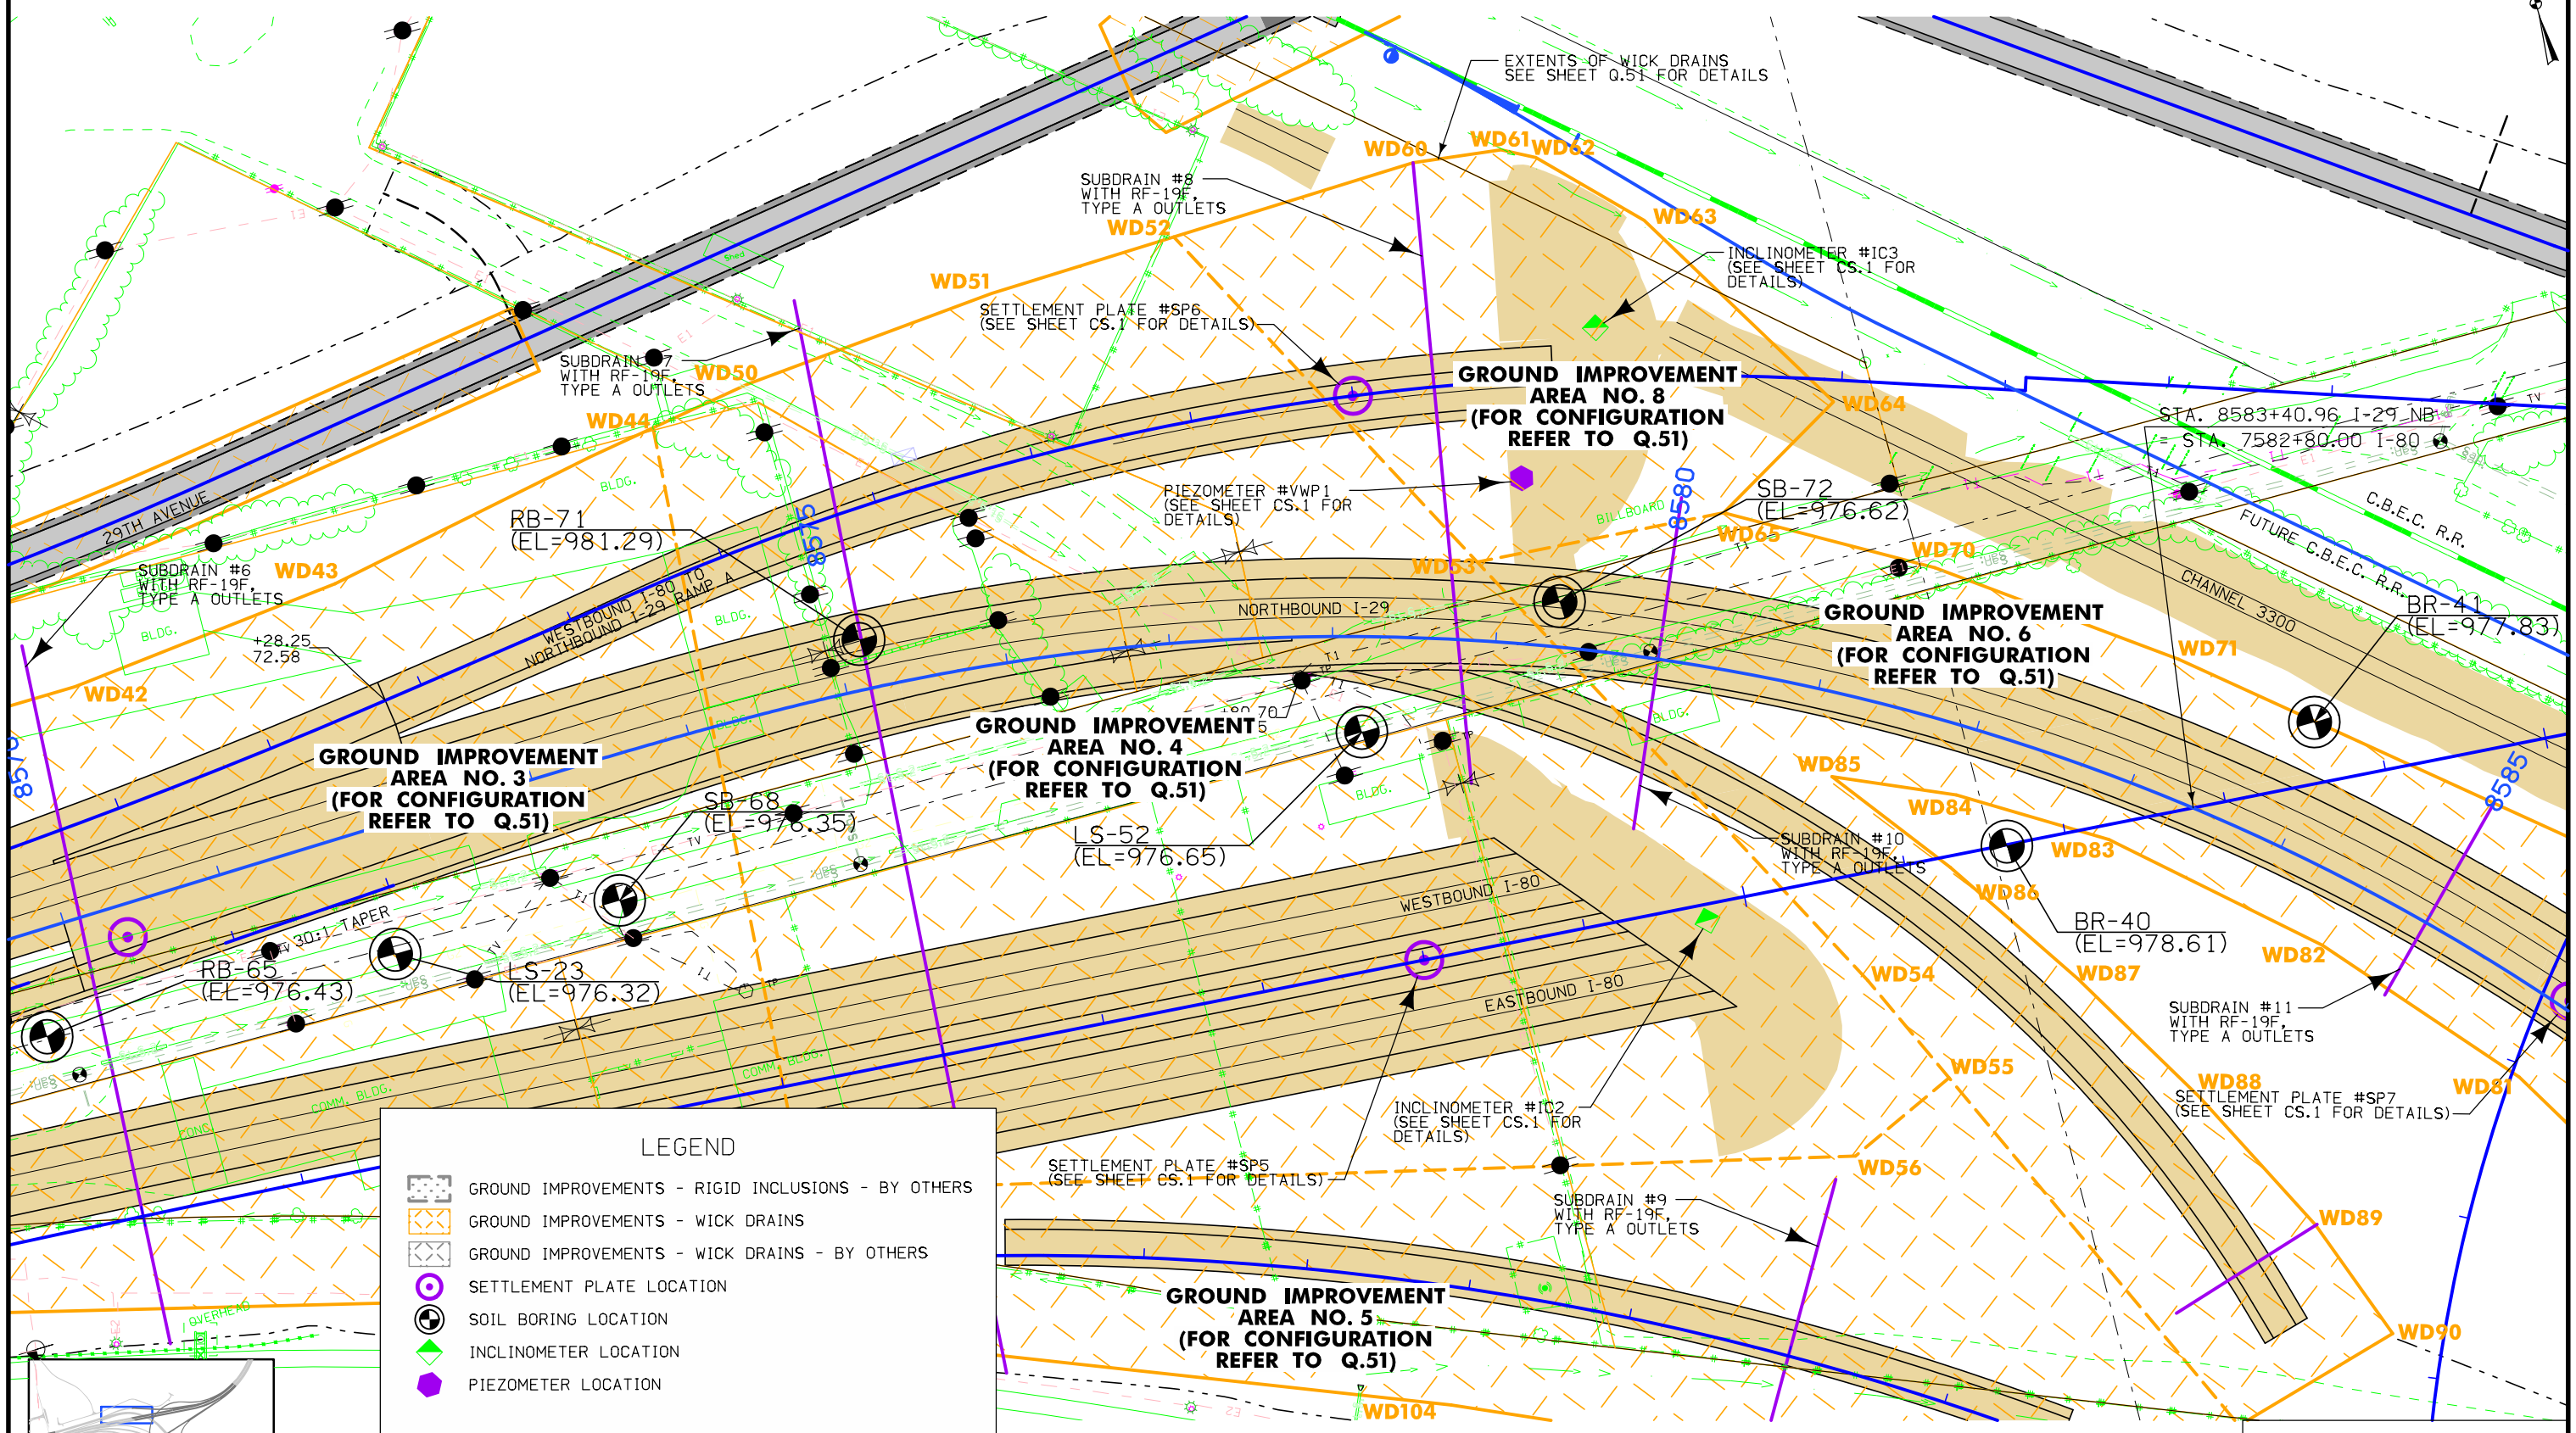 EXTENTS OF WICK DRAINS
SEE SHEET Q.51 FOR DETAILS
WD60
WD61
WD62
WD63
SUBDRAIN #8
WITH RF-19F,
TYPE A OUTLETS
WD52
INCLINOMETER #IC3
(SEE SHEET CS.1 FOR
DETAILS)
Shed
WD51
SETTLEMENT PLATE #SP6
(SEE SHEET CS.1 FOR DETAILS)
SUBDRAIN #7
WITH RF-19F,
TYPE A OUTLETS
WD50
WD44
GROUND IMPROVEMENT
AREA NO. 8
(FOR CONFIGURATION
REFER TO Q.51)
WD64
STA. 8583+40.96 I-29 NB
= STA. 7582+80.00 I-80
29TH AVENUE
BLDG.
RB-71
(EL=981.29)
8575
PIEZOMETER #VWP1
(SEE SHEET CS.1 FOR
DETAILS)
BILLBOARD
8580
SB-72
(EL=976.62)
WD65
WD53
WD70
C.B.E.C. R.R.
FUTURE C.B.E.C. R.R.
CHANNEL 3300
BR-41
(EL=977.83)
SUBDRAIN #6
WITH RF-19F,
TYPE A OUTLETS
WD43
BLDG.
+28.25
72.58
WD42
WESTBOUND I-80 TO
NORTHBOUND I-29 RAMP A
BLDG.
BLDG.
NORTHBOUND I-29
GROUND IMPROVEMENT
AREA NO. 6
(FOR CONFIGURATION
REFER TO Q.51)
WD71
8570
GROUND IMPROVEMENT
AREA NO. 3
(FOR CONFIGURATION
REFER TO Q.51)
GROUND IMPROVEMENT
AREA NO. 4
(FOR CONFIGURATION
REFER TO Q.51)
BLDG.
BLDG.
SB-68
(EL=976.35)
LS-52
(EL=976.65)
WD85
WD84
WD83
WD86
8585
SUBDRAIN #10
WITH RF-19F,
TYPE A OUTLETS
WESTBOUND I-80
EASTBOUND I-80
30:1 TAPER
RB-65
(EL=976.43)
LS-23
(EL=976.32)
BR-40
(EL=978.61)
WD82
WD54
WD87
SUBDRAIN #11
WITH RF-19F,
TYPE A OUTLETS
COMM. BLDG.
COMM. BLDG.
CONC.
WD55
WD88
WD81
SETTLEMENT PLATE #SP7
(SEE SHEET CS.1 FOR DETAILS)
INCLINOMETER #IC2
(SEE SHEET CS.1 FOR
DETAILS)
SETTLEMENT PLATE #SP5
(SEE SHEET CS.1 FOR DETAILS)
WD56
SUBDRAIN #9
WITH RF-19F,
TYPE A OUTLETS
WD89
GROUND IMPROVEMENT
AREA NO. 5
(FOR CONFIGURATION
REFER TO Q.51)
WD90
WD104
OVERHEAD
LEGEND
GROUND IMPROVEMENTS - RIGID INCLUSIONS - BY OTHERS
GROUND IMPROVEMENTS - WICK DRAINS
GROUND IMPROVEMENTS - WICK DRAINS - BY OTHERS
SETTLEMENT PLATE LOCATION
SOIL BORING LOCATION
INCLINOMETER LOCATION
PIEZOMETER LOCATION